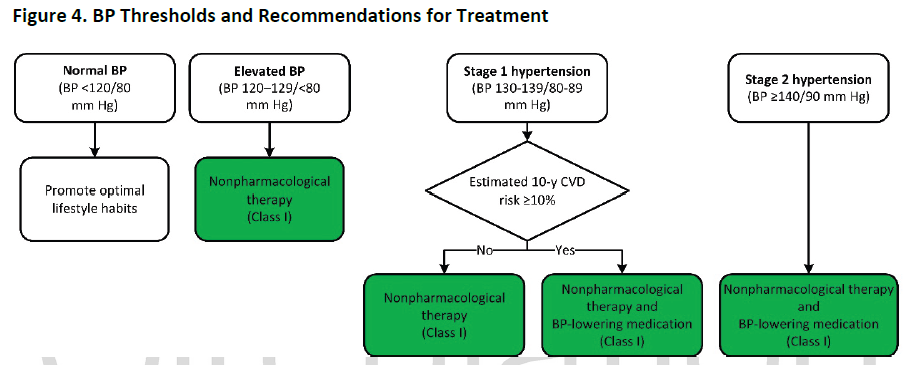 Figure 4. BP Thresholds and Recommendations for Treatment
Normal BP
(BP <120/80
mm Hg)
Elevated BP
(BP 120–129/<80
mm Hg)
Stage 1 hypertension
(BP 130-139/80-89
mm Hg)
Stage 2 hypertension
(BP ≥140/90 mm Hg)
Promote optimal
lifestyle habits
Nonpharmacological
therapy
(Class I)
Estimated 10-y CVD
risk ≥10%
No
Yes
Nonpharmacological
therapy
(Class I)
Nonpharmacological
therapy and
BP-lowering medication
(Class I)
Nonpharmacological therapy
and
BP-lowering medication
(Class I)